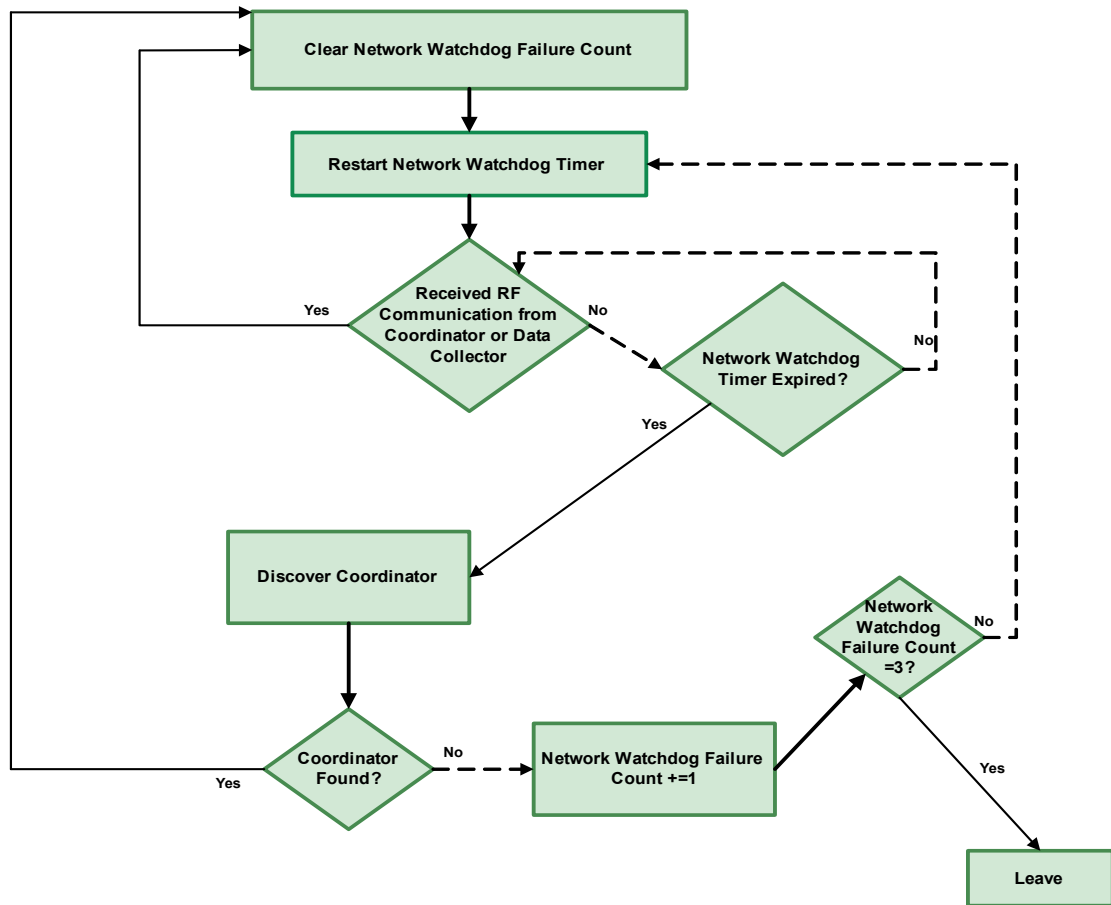 Clear Network Watchdog Failure Count
Restart Network Watchdog Timer
Received RF
Communication from
Coordinator or Data
Collector
Yes
No
Network Watchdog
Timer Expired?
No
Yes
Discover Coordinator
Coordinator
Found?
Yes
No
Network Watchdog Failure
Count +=1
Network
Watchdog
Failure Count
=3?
No
Yes
Leave